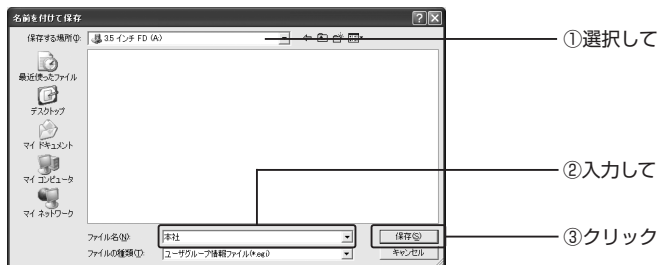 名前を付けて保存
保存する場所(I):
3.5 インチ FD (A:)
①選択して
最近使ったファイル
デスクトップ
マイ ドキュメント
マイ コンピュータ
マイ ネットワーク
②入力して
ファイル名(N):
本社
保存(S)
③クリック
ファイルの種類(T):
ユーザグループ情報ファイル(*.egi)
キャンセル